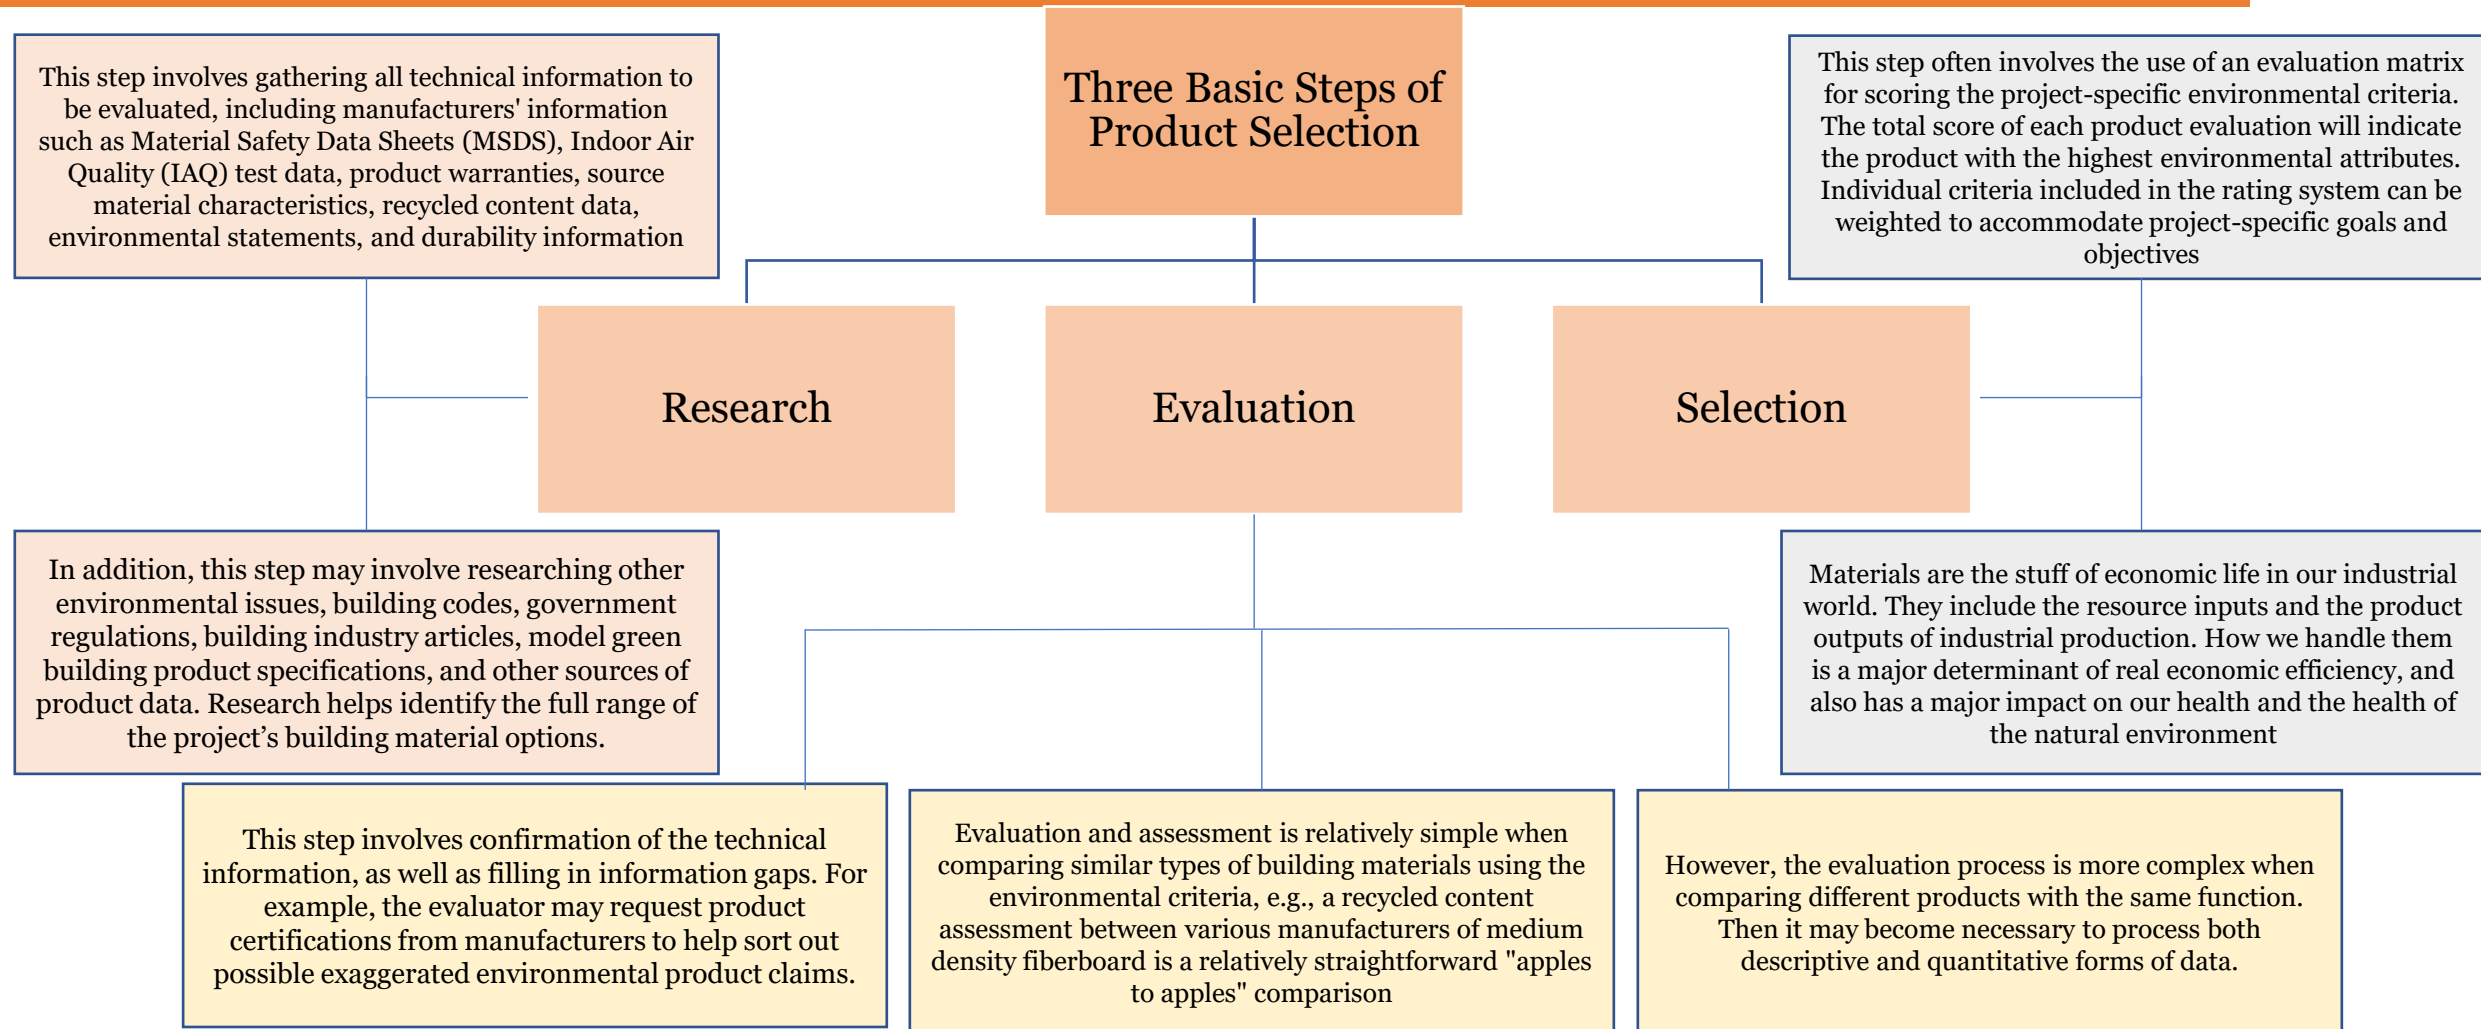 Three Basic Steps of
Product Selection
This step involves gathering all technical information to
be evaluated, including manufacturers' information
such as Material Safety Data Sheets (MSDS), Indoor Air
Quality (IAQ) test data, product warranties, source
material characteristics, recycled content data,
environmental statements, and durability information
This step often involves the use of an evaluation matrix
for scoring the project-specific environmental criteria.
The total score of each product evaluation will indicate
the product with the highest environmental attributes.
Individual criteria included in the rating system can be
weighted to accommodate project-specific goals and
objectives
Research
Evaluation
Selection
In addition, this step may involve researching other
environmental issues, building codes, government
regulations, building industry articles, model green
building product specifications, and other sources of
product data. Research helps identify the full range of
the project’s building material options.
Materials are the stuff of economic life in our industrial
world. They include the resource inputs and the product
outputs of industrial production. How we handle them
is a major determinant of real economic efficiency, and
also has a major impact on our health and the health of
the natural environment
This step involves confirmation of the technical
information, as well as filling in information gaps. For
example, the evaluator may request product
certifications from manufacturers to help sort out
possible exaggerated environmental product claims.
Evaluation and assessment is relatively simple when
comparing similar types of building materials using the
environmental criteria, e.g., a recycled content
assessment between various manufacturers of medium
density fiberboard is a relatively straightforward "apples
to apples" comparison
However, the evaluation process is more complex when
comparing different products with the same function.
Then it may become necessary to process both
descriptive and quantitative forms of data.